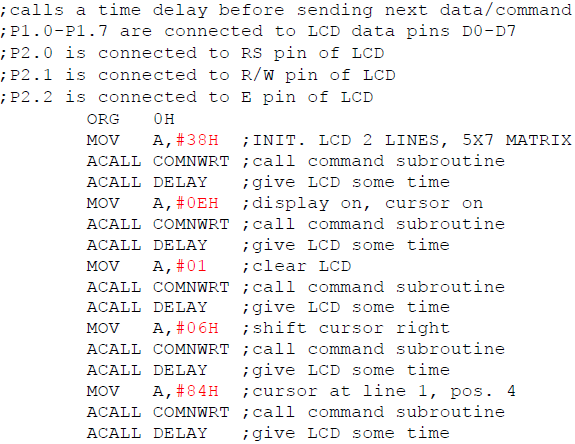 ;calls a time delay before sending next data/command
;P1.0-P1.7 are connected to LCD data pins D0-D7
;P2.0 is connected to RS pin of LCD
;P2.1 is connected to R/W pin of LCD
;P2.2 is connected to E pin of LCD
ORG 0H
MOV A,#38H ;INIT. LCD 2 LINES, 5X7 MATRIX
ACALL COMNWRT ;call command subroutine
ACALL DELAY ;give LCD some time
MOV A,#0EH ;display on, cursor on
ACALL COMNWRT ;call command subroutine
ACALL DELAY ;give LCD some time
MOV A,#01 ;clear LCD
ACALL COMNWRT ;call command subroutine
ACALL DELAY ;give LCD some time
MOV A,#06H ;shift cursor right
ACALL COMNWRT ;call command subroutine
ACALL DELAY ;give LCD some time
MOV A,#84H ;cursor at line 1, pos. 4
ACALL COMNWRT ;call command subroutine
ACALL DELAY ;give LCD some time